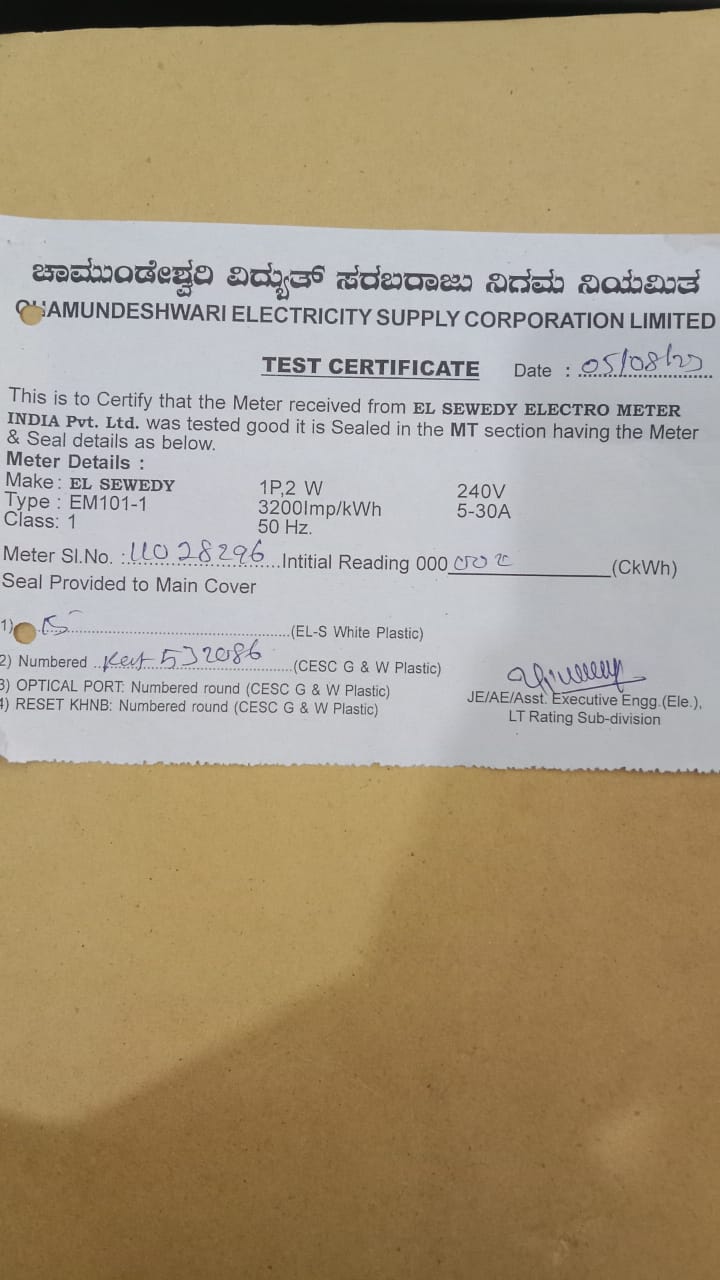 ಚಾಮುಂಡೇಶ್ವರಿ ವಿದ್ಯುತ್ ಸರಬರಾಜು ನಿಗಮ ನಿಯಮಿತ
CHAMUNDESHWARI ELECTRICITY SUPPLY CORPORATION LIMITED
TEST CERTIFICATE Date : 05/08/23
This is to Certify that the Meter received from EL SEWEDY ELECTRO METER
INDIA Pvt. Ltd. was tested good it is Sealed in the MT section having the Meter
& Seal details as below.
Meter Details :
Make : EL SEWEDY 1P,2 W 240V
Type : EM101-1 3200Imp/kWh 5-30A
Class: 1 50 Hz.
Meter Sl.No. : 11028296 Intitial Reading 000 (CkWh)
Seal Provided to Main Cover
1) (EL-S White Plastic)
2) Numbered 532086 (CESC G & W Plastic)
3) OPTICAL PORT: Numbered round (CESC G & W Plastic)
4) RESET KHNB: Numbered round (CESC G & W Plastic)
JE/AE/Asst. Executive Engg.(Ele.),
LT Rating Sub-division